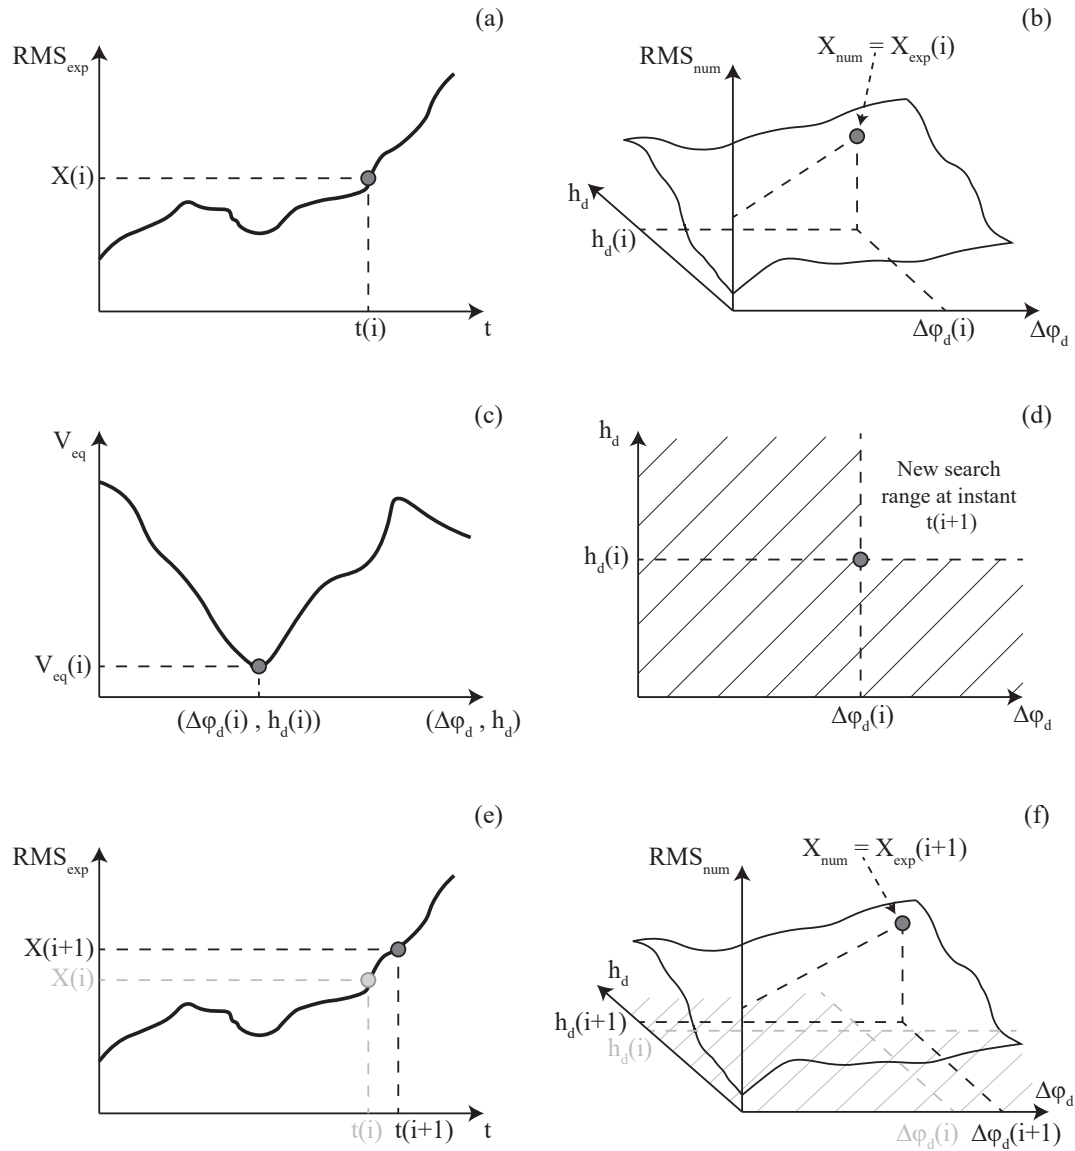 (a)
RMS_exp
X(i)
t(i)
t
(b)
X_num = X_exp(i)
RMS_num
h_d
h_d(i)
Δφ_d(i)
Δφ_d
(c)
V_eq
V_eq(i)
(Δφ_d(i) , h_d(i))
(Δφ_d , h_d)
(d)
h_d
New search
range at instant
t(i+1)
h_d(i)
Δφ_d(i)
Δφ_d
(e)
RMS_exp
X(i+1)
X(i)
t(i)
t(i+1)
t
(f)
X_num = X_exp(i+1)
RMS_num
h_d
h_d(i+1)
h_d(i)
Δφ_d
Δφ_d(i)
Δφ_d(i+1)